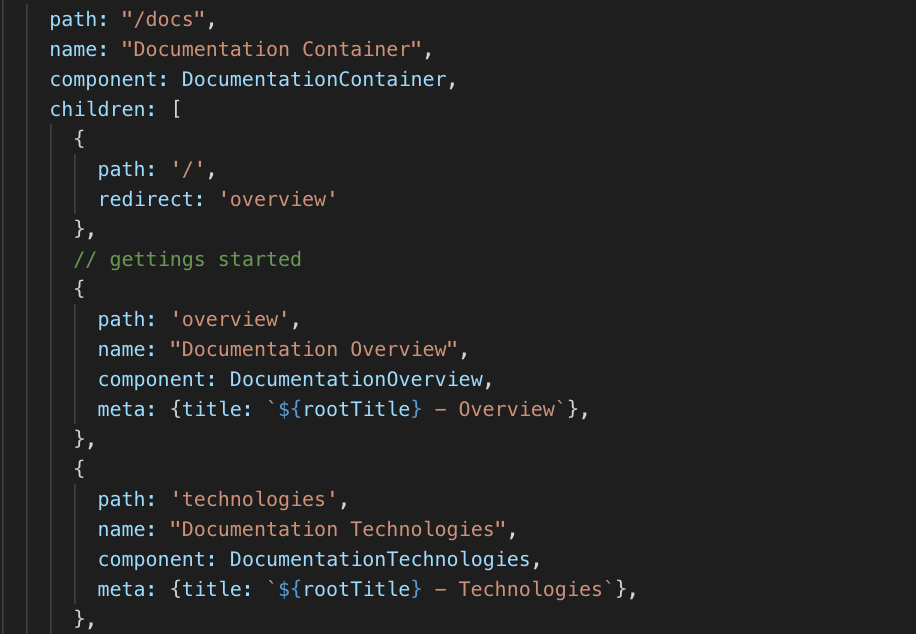 path: "/docs",
name: "Documentation Container",
component: DocumentationContainer,
children: [
{
path: '/',
redirect: 'overview'
},
// gettings started
{
path: 'overview',
name: "Documentation Overview",
component: DocumentationOverview,
meta: {title: `${rootTitle} – Overview`},
},
{
path: 'technologies',
name: "Documentation Technologies",
component: DocumentationTechnologies,
meta: {title: `${rootTitle} – Technologies`},
},